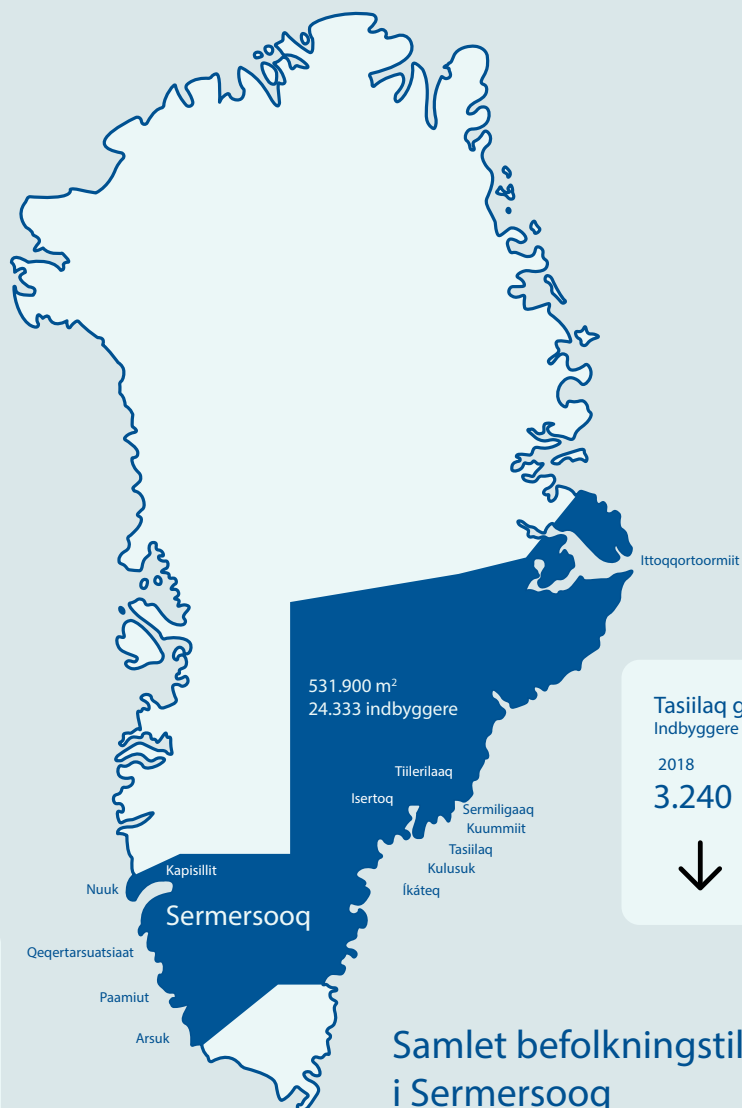 Ittoqqortoormiit
531.900 m²
24.333 indbyggere
Tasiilaq g
Indbyggere
2018
3.240
Tiilerilaaq
Isertoq
Sermiligaaq
Kuummiit
Tasiilaq
Kulusuk
Íkáteq
Kapisillit
Nuuk
Sermersooq
Qeqertarsuatsiaat
Paamiut
Arsuk
Samlet befolkningstil
i Sermersooq